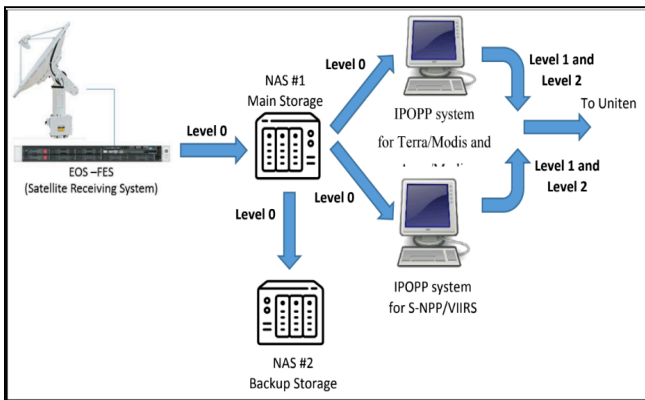 NAS #1
Main Storage
Level 0
Level 0
Level 1 and
Level 2
To Uniten
IPOPP system
for Terra/Modis and
Level 0
EOS –FES
(Satellite Receiving System)
Level 0
Level 0
Level 1 and
Level 2
IPOPP system
for S-NPP/VIIRS
NAS #2
Backup Storage